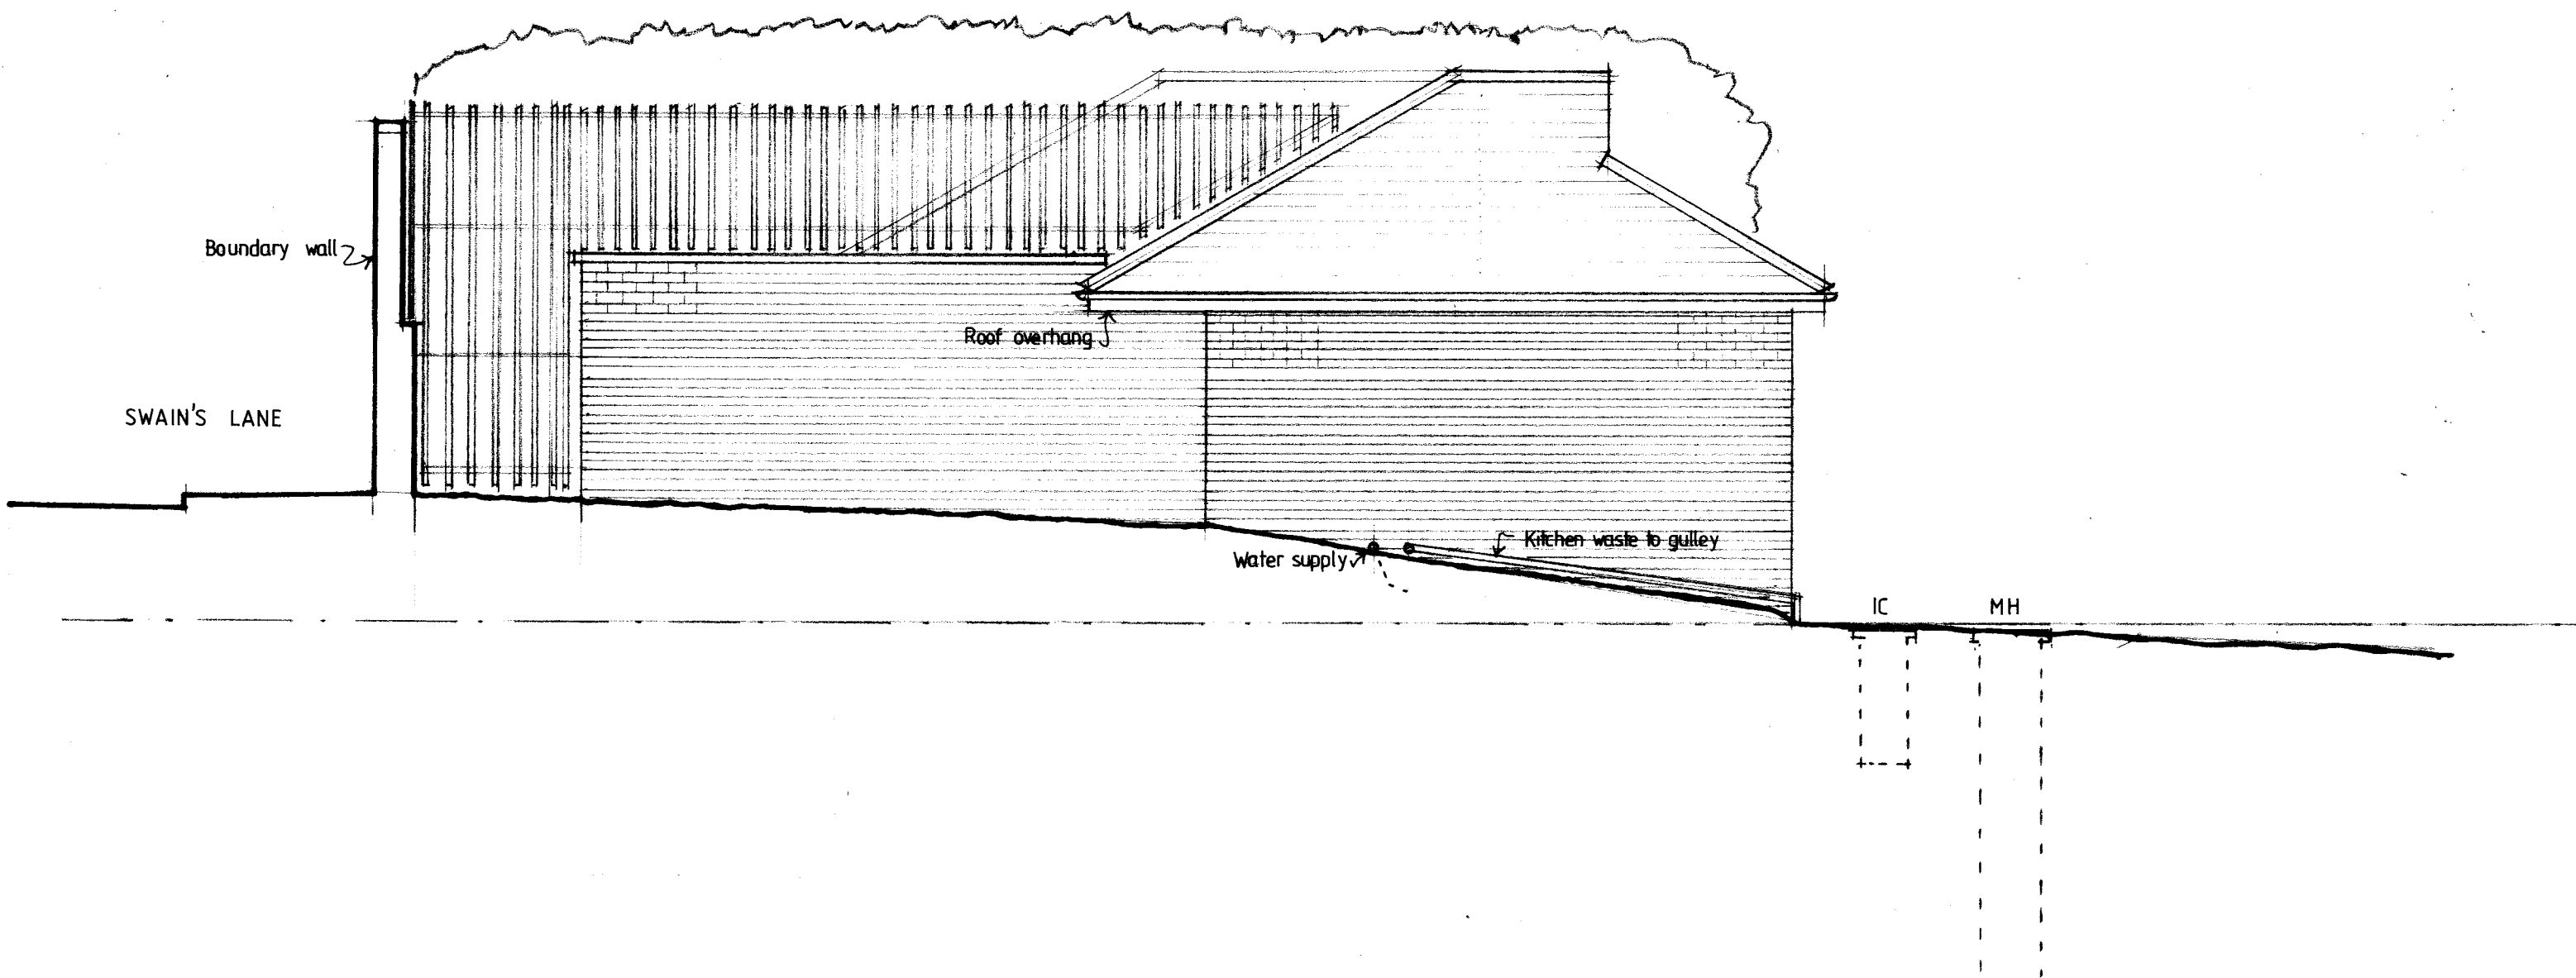 Boundary wall
Roof overhang
SWAIN'S LANE
Kitchen waste to gulley
Water supply
IC
MH